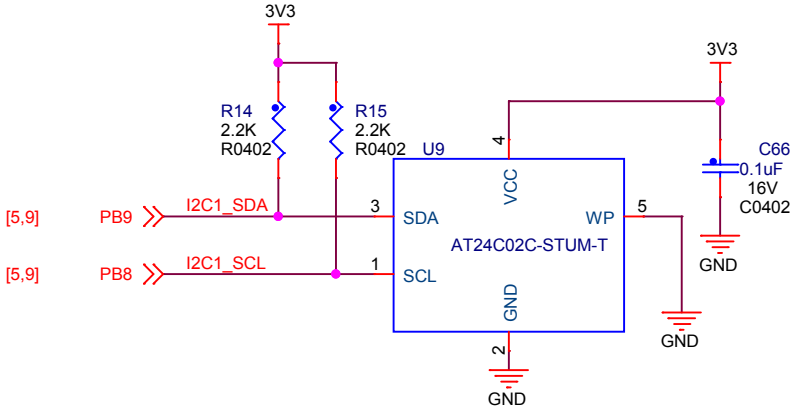 3V3
3V3
R14
2.2K
R0402
R15
2.2K
R0402
U9
4
VCC
C66
0.1uF
16V
C0402
[5,9]
PB9
I2C1_SDA
3
SDA
WP
5
AT24C02C-STUM-T
[5,9]
PB8
I2C1_SCL
1
SCL
GND
2
GND
GND
GND